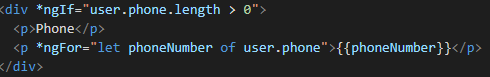 <div *ngIf="user.phone.length > 0">
<p>Phone</p>
<p *ngFor="let phoneNumber of user.phone">{{phoneNumber}}</p>
</div>